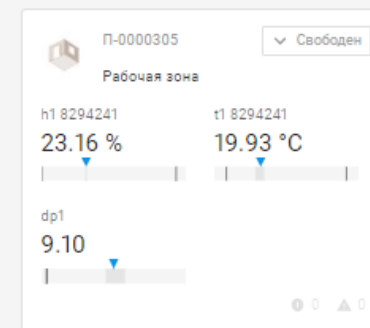 П-0000305
Свободен
Рабочая зона
h1 8294241
t1 8294241
23.16 %
19.93 °C
dp1
9.10
0
0